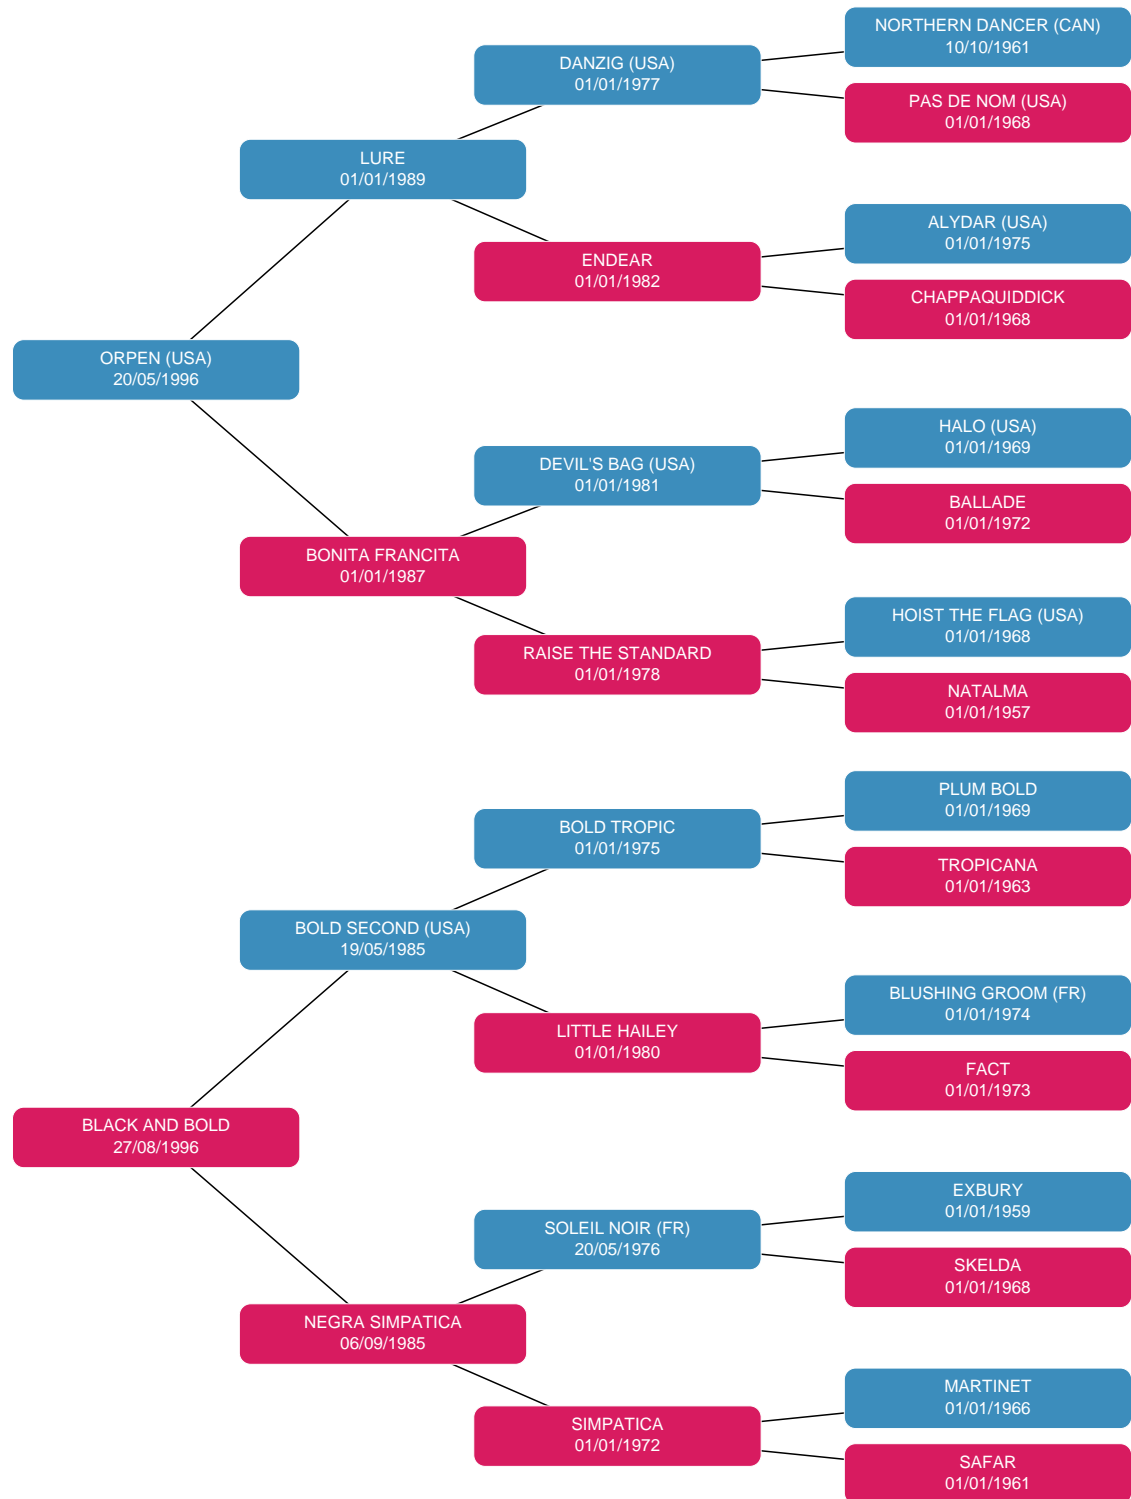 NORTHERN DANCER (CAN)
10/10/1961
DANZIG (USA)
01/01/1977
PAS DE NOM (USA)
01/01/1968
LURE
01/01/1989
ALYDAR (USA)
01/01/1975
ENDEAR
01/01/1982
CHAPPAQUIDDICK
01/01/1968
ORPEN (USA)
20/05/1996
HALO (USA)
01/01/1969
DEVIL'S BAG (USA)
01/01/1981
BALLADE
01/01/1972
BONITA FRANCITA
01/01/1987
HOIST THE FLAG (USA)
01/01/1968
RAISE THE STANDARD
01/01/1978
NATALMA
01/01/1957
PLUM BOLD
01/01/1969
BOLD TROPIC
01/01/1975
TROPICANA
01/01/1963
BOLD SECOND (USA)
19/05/1985
BLUSHING GROOM (FR)
01/01/1974
LITTLE HAILEY
01/01/1980
FACT
01/01/1973
BLACK AND BOLD
27/08/1996
EXBURY
01/01/1959
SOLEIL NOIR (FR)
20/05/1976
SKELDA
01/01/1968
NEGRA SIMPATICA
06/09/1985
MARTINET
01/01/1966
SIMPATICA
01/01/1972
SAFAR
01/01/1961